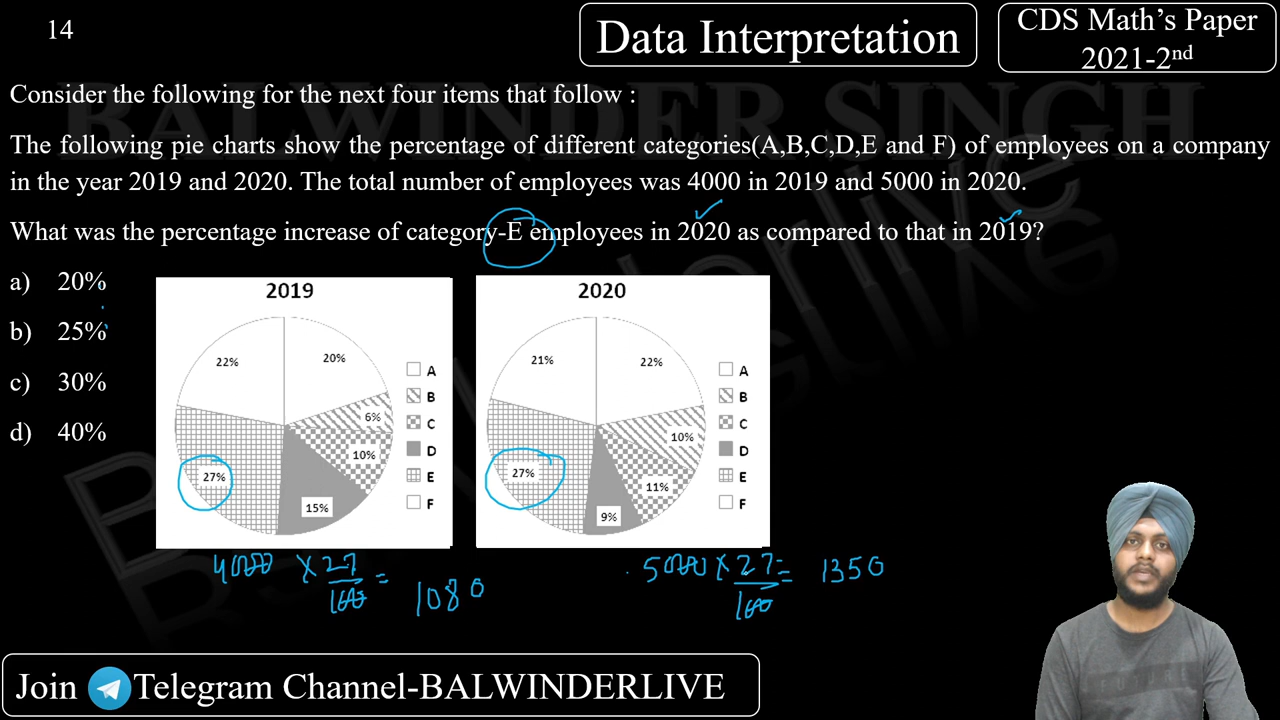 14
Data Interpretation
CDS Math's Paper
2021-2nd
BALWINDER SINGH
Consider the following for the next four items that follow :
The following pie charts show the percentage of different categories(A,B,C,D,E and F) of employees on a company
in the year 2019 and 2020. The total number of employees was 4000 in 2019 and 5000 in 2020.
What was the percentage increase of category-E employees in 2020 as compared to that in 2019?
a) 20%
b) 25%
c) 30%
d) 40%
2019
22%
20%
6%
10%
15%
27%
A
B
C
D
E
F
2020
21%
22%
10%
11%
9%
27%
A
B
C
D
E
F
4000 × 27/100 = 1080
5000 × 27/100 = 1350
Join Telegram Channel-BALWINDERLIVE